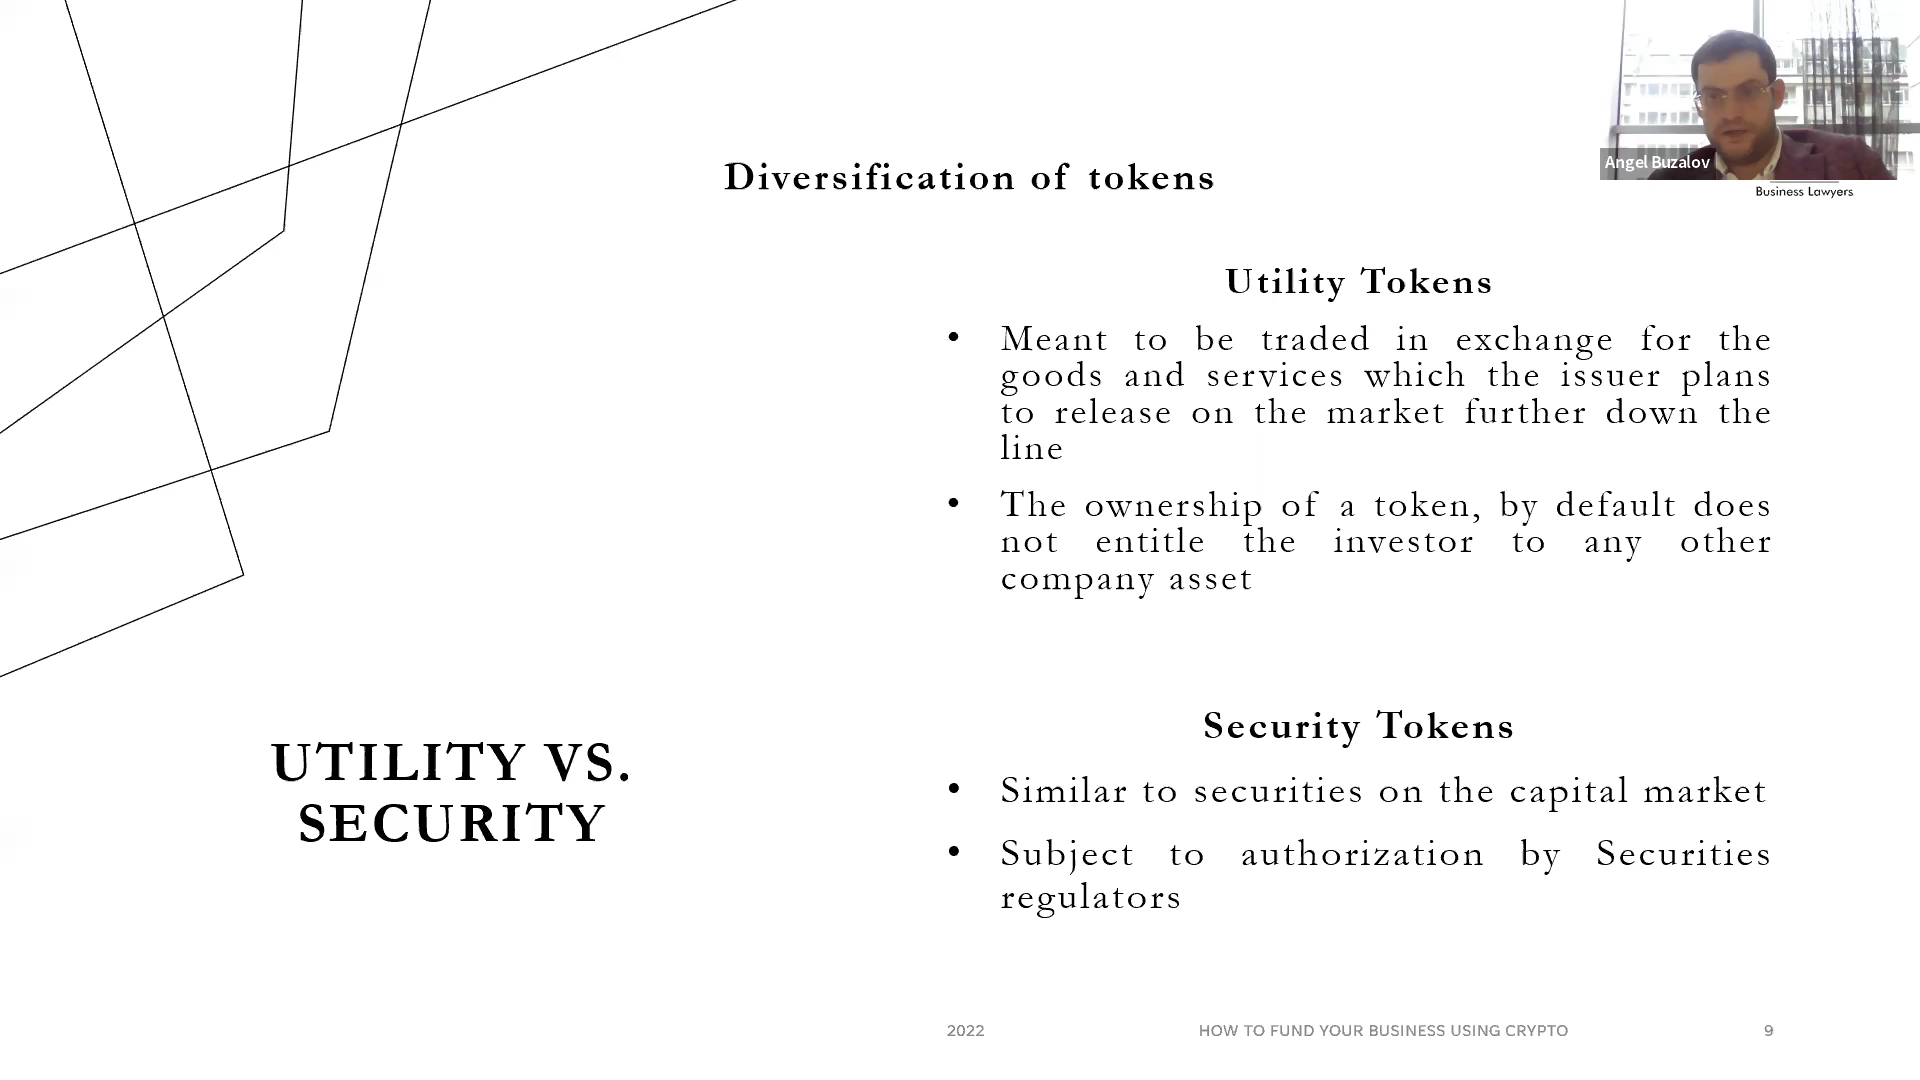 Angel Buzalov
Business Lawyers
Diversification of tokens
Utility Tokens
• Meant to be traded in exchange for the
goods and services which the issuer plans
to release on the market further down the
line
• The ownership of a token, by default does
not entitle the investor to any other
company asset
UTILITY VS.
SECURITY
Security Tokens
• Similar to securities on the capital market
• Subject to authorization by Securities
regulators
2022
HOW TO FUND YOUR BUSINESS USING CRYPTO
9